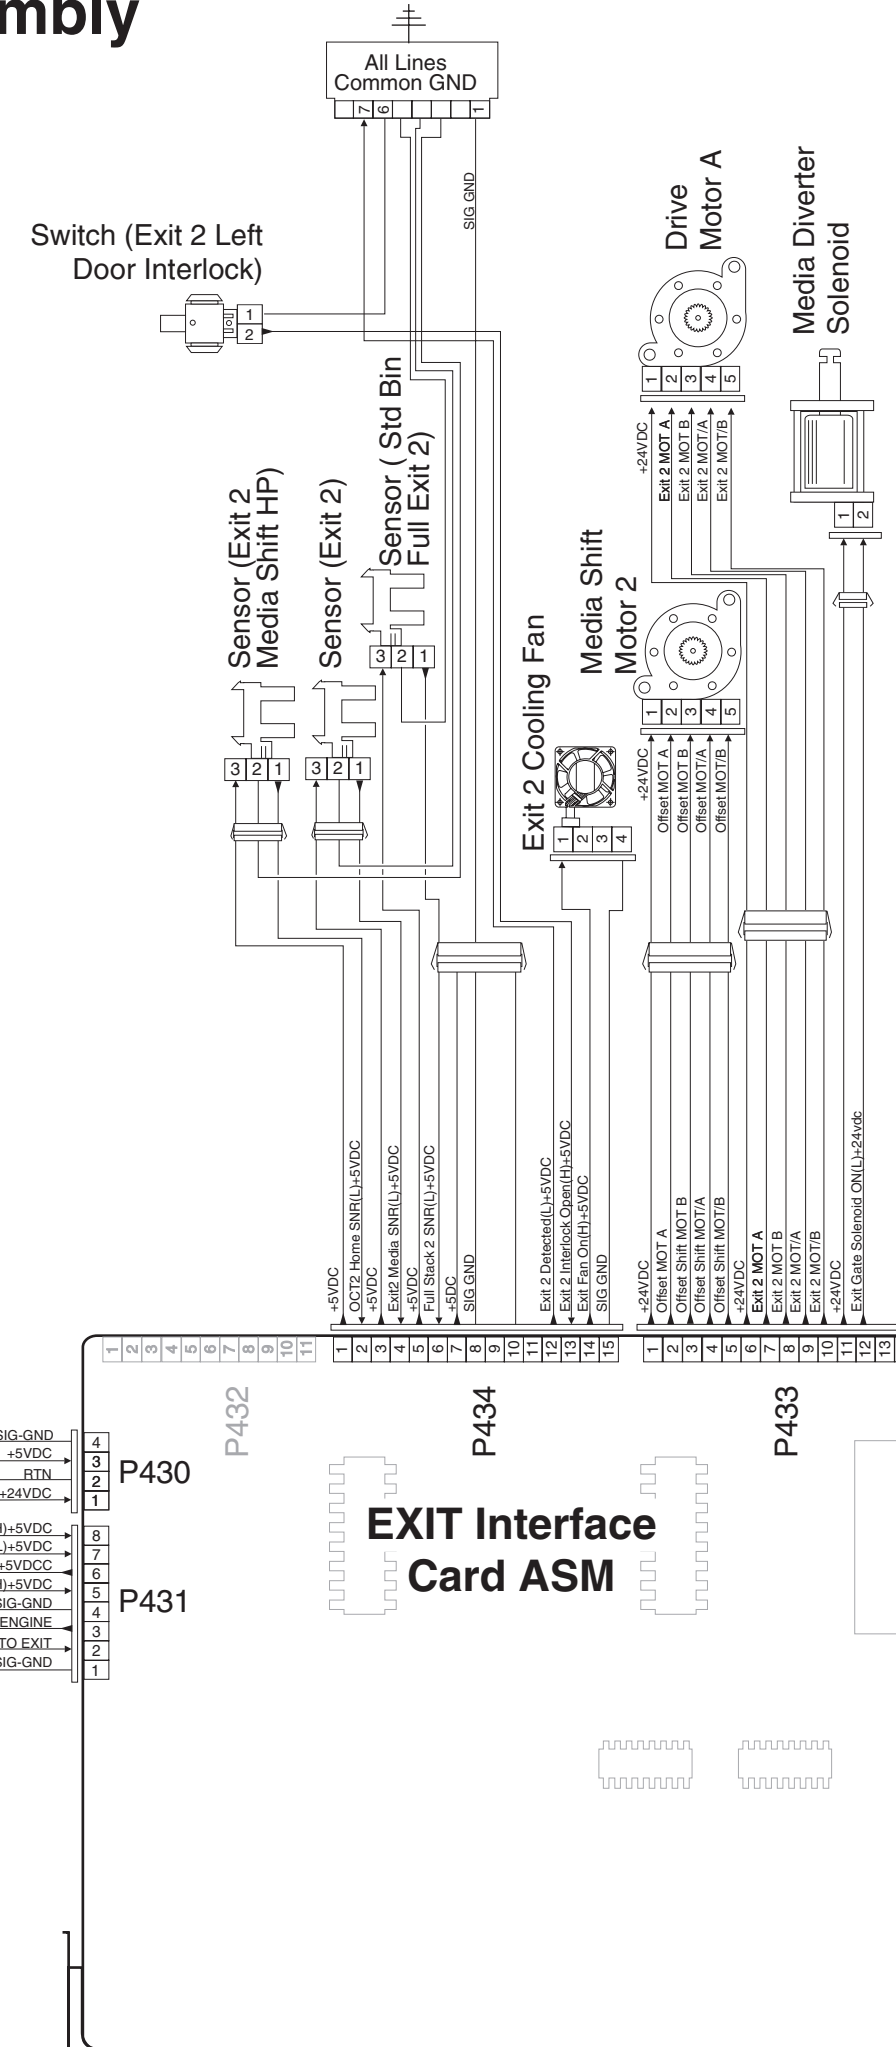 mbly
All Lines
Common GND
7 6 1
SIG GND
Switch (Exit 2 Left
Door Interlock)
1
2
Drive
Motor A
Media Diverter
Solenoid
1 2 3 4 5
+24VDC
Exit 2 MOT A
Exit 2 MOT B
Exit 2 MOT/A
Exit 2 MOT/B
1 2
Sensor (Exit 2
Media Shift HP)
Sensor (Exit 2)
Sensor ( Std Bin
Full Exit 2)
3 2 1
3 2 1
3 2 1
Exit 2 Cooling Fan
1 2 3 4
Media Shift
Motor 2
1 2 3 4 5
+24VDC
Offset MOT A
Offset MOT B
Offset MOT/A
Offset MOT/B
+5VDC
OCT2 Home SNR(L)+5VDC
+5VDC
Exit2 Media SNR(L)+5VDC
+5VDC
Full Stack 2 SNR(L)+5VDC
+5DC
SIG GND
Exit 2 Detected(L)+5VDC
Exit 2 Interlock Open(H)+5VDC
Exit Fan On(H)+5VDC
SIG GND
+24VDC
Offset MOT A
Offset Shift MOT B
Offset Shift MOT/A
Offset Shift MOT/B
+24VDC
Exit 2 MOT A
Exit 2 MOT B
Exit 2 MOT/A
Exit 2 MOT/B
+24VDC
Exit Gate Solenoid ON(L)+24vdc
1 2 3 4 5 6 7 8 9 10 11
1 2 3 4 5 6 7 8 9 10 11 12 13 14 15
1 2 3 4 5 6 7 8 9 10 11 12 13
P432
P434
P433
SIG-GND 4
+5VDC 3
RTN 2
+24VDC 1
P430
H)+5VDC 8
L)+5VDC 7
+5VDCC 6
H)+5VDC 5
SIG-GND 4
ENGINE 3
TO EXIT 2
SIG-GND 1
P431
EXIT Interface
Card ASM